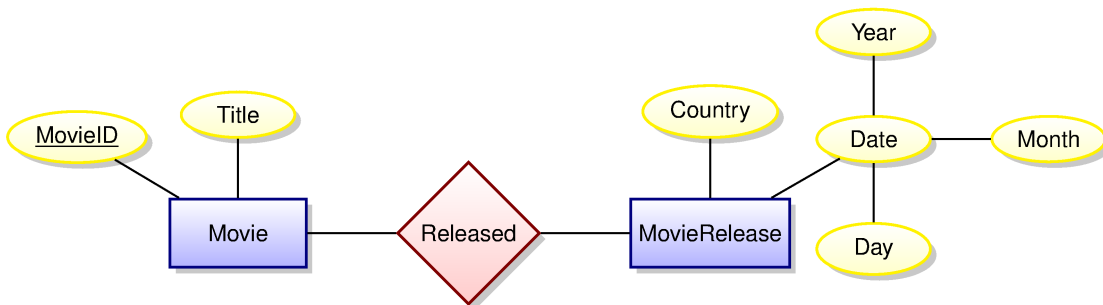 Year
Title
Country
MovieID
Date
Month
Movie
Released
MovieRelease
Day